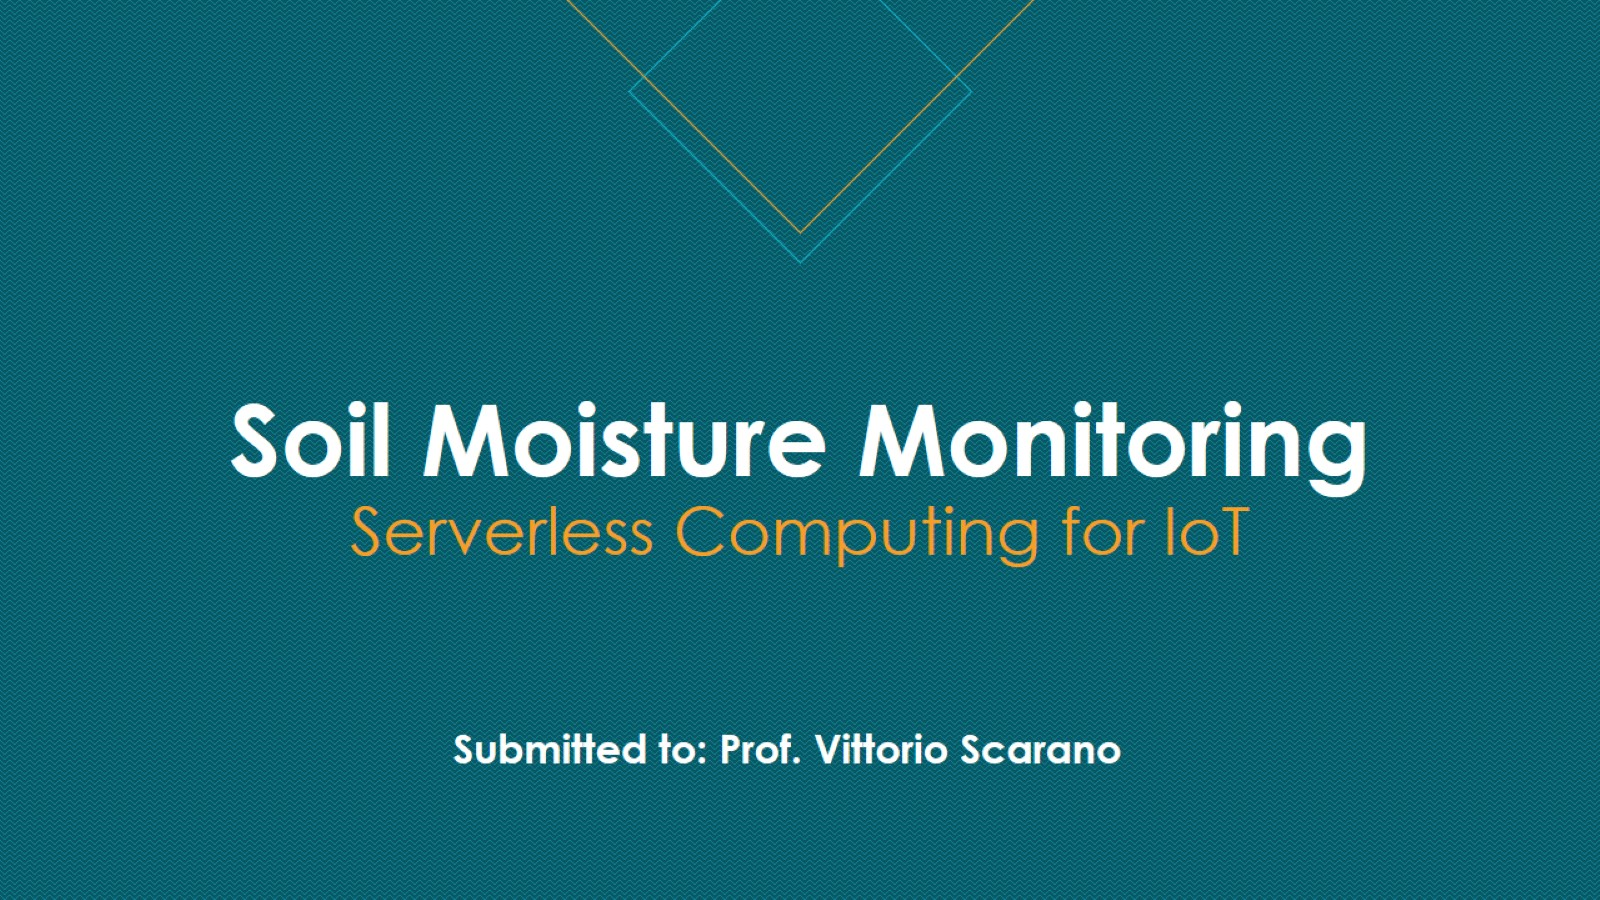 Soil Moisture Monitoring
Serverless Computing for IoT
Submitted to: Prof. Vittorio Scarano